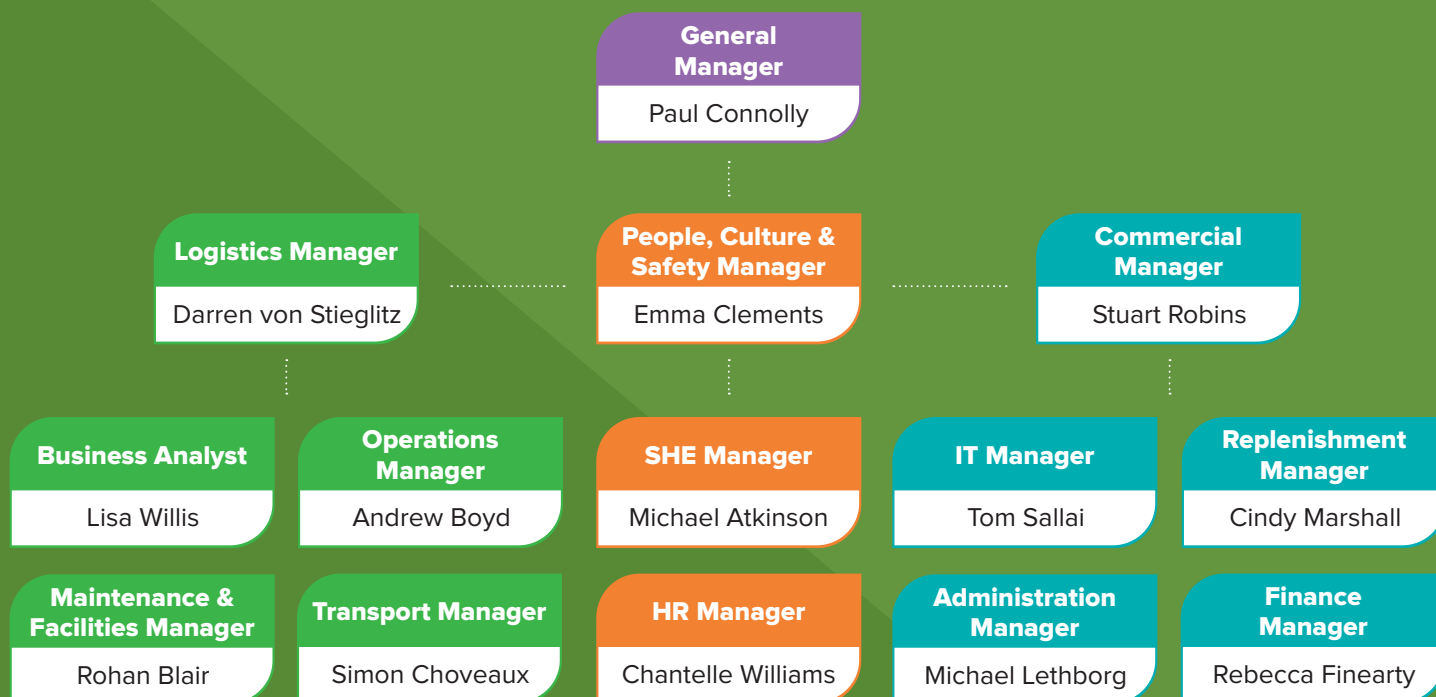 General
Manager
Paul Connolly
Logistics Manager
Darren von Stieglitz
People, Culture &
Safety Manager
Emma Clements
Commercial
Manager
Stuart Robins
Business Analyst
Lisa Willis
Operations
Manager
Andrew Boyd
SHE Manager
Michael Atkinson
IT Manager
Tom Sallai
Replenishment
Manager
Cindy Marshall
Maintenance &
Facilities Manager
Rohan Blair
Transport Manager
Simon Choveaux
HR Manager
Chantelle Williams
Administration
Manager
Michael Lethborg
Finance
Manager
Rebecca Finearty